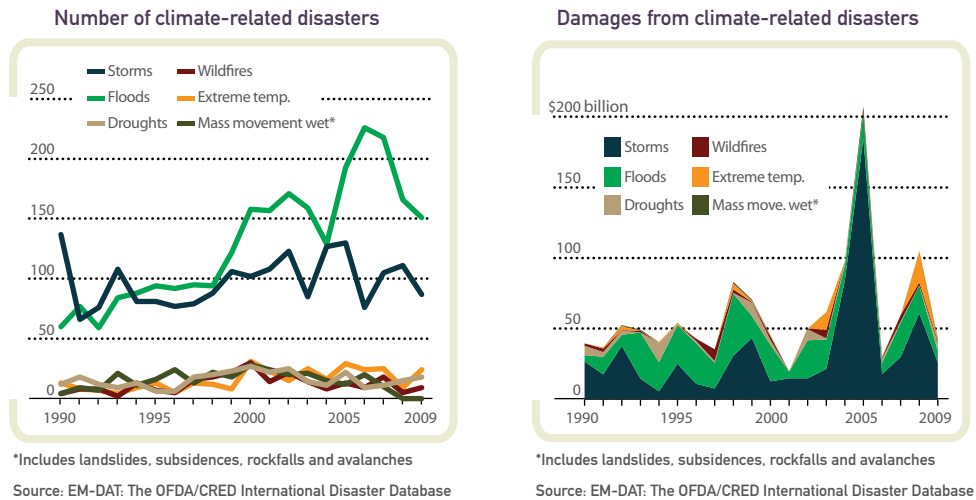 Number of climate-related disasters
Storms
Wildfires
250
Floods
Extreme temp.
Droughts
Mass movement wet*
200
150
100
50
0
1990
1995
2000
2005
2009
*Includes landslides, subsidences, rockfalls and avalanches
Source: EM-DAT: The OFDA/CRED International Disaster Database
Damages from climate-related disasters
$200 billion
Storms
Wildfires
Floods
Extreme temp.
150
Droughts
Mass move. wet*
100
50
0
1990
1995
2000
2005
2009
*Includes landslides, subsidences, rockfalls and avalanches
Source: EM-DAT: The OFDA/CRED International Disaster Database